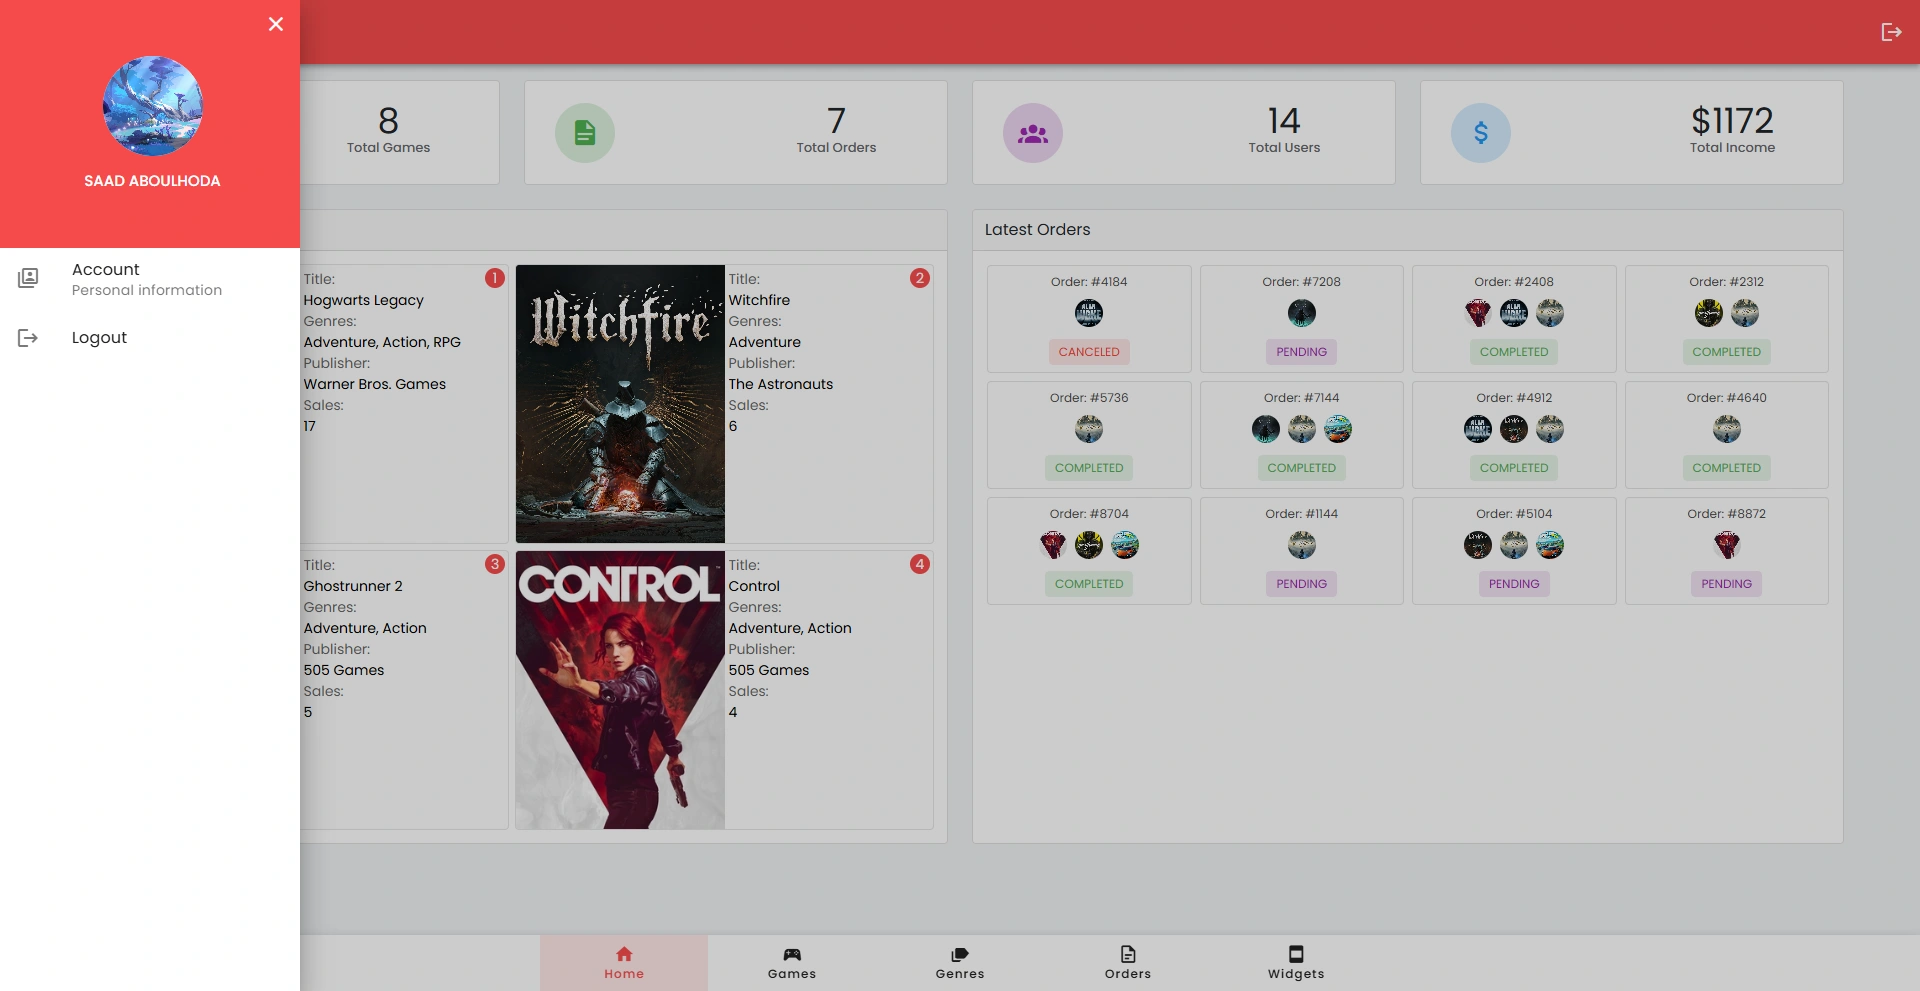 SAAD ABOULHODA
Account
Personal information
Logout
8
Total Games
7
Total Orders
14
Total Users
$1172
Total Income
Title:
1
Hogwarts Legacy
Genres:
Adventure, Action, RPG
Publisher:
Warner Bros. Games
Sales:
17
Witchfire
Title:
2
Witchfire
Genres:
Adventure
Publisher:
The Astronauts
Sales:
6
Title:
3
Ghostrunner 2
Genres:
Adventure, Action
Publisher:
505 Games
Sales:
5
CONTROL
Title:
4
Control
Genres:
Adventure, Action
Publisher:
505 Games
Sales:
4
Latest Orders
Order: #4184
CANCELED
Order: #7208
PENDING
Order: #2408
COMPLETED
Order: #2312
COMPLETED
Order: #5736
COMPLETED
Order: #7144
COMPLETED
Order: #4912
COMPLETED
Order: #4640
COMPLETED
Order: #8704
COMPLETED
Order: #1144
PENDING
Order: #5104
PENDING
Order: #8872
PENDING
Home
Games
Genres
Orders
Widgets